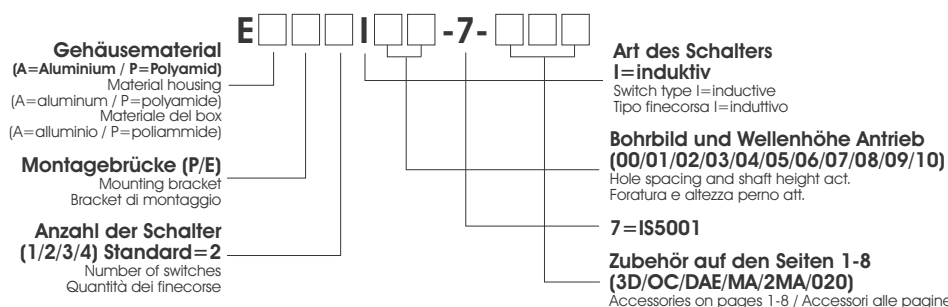 E□□□I□□ -7- □□□
Gehäusematerial
(A=Aluminium / P=Polyamid)
Material housing
(A=aluminum / P=polyamide)
Materiale del box
(A=alluminio / P=poliammide)
Montagebrücke (P/E)
Mounting bracket
Bracket di montaggio
Anzahl der Schalter
(1/2/3/4) Standard=2
Number of switches
Quantità dei finecorse
Art des Schalters
I=induktiv
Switch type I=inductive
Tipo finecorsa I=induttivo
Bohrbild und Wellenhöhe Antrieb
(00/01/02/03/04/05/06/07/08/09/10)
Hole spacing and shaft height act.
Foratura e altezza perno att.
7=IS5001
Zubehör auf den Seiten 1-8
(3D/OC/DAE/MA/2MA/020)
Accessories on pages 1-8 / Accessori alle pagine